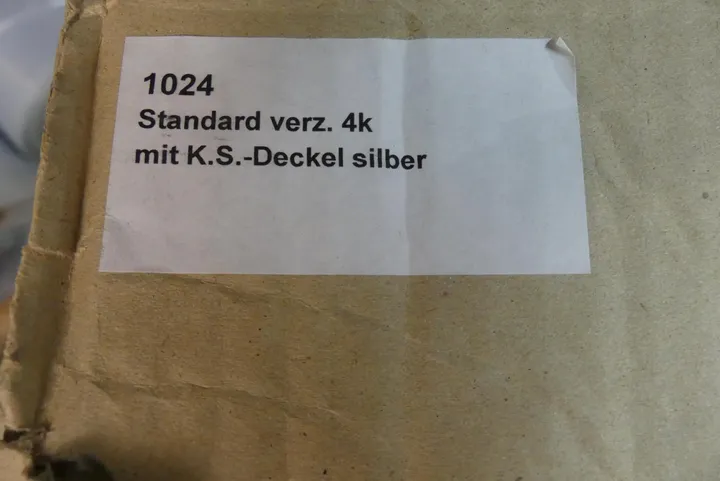 1024
Standard verz. 4k
mit K.S.-Deckel silber